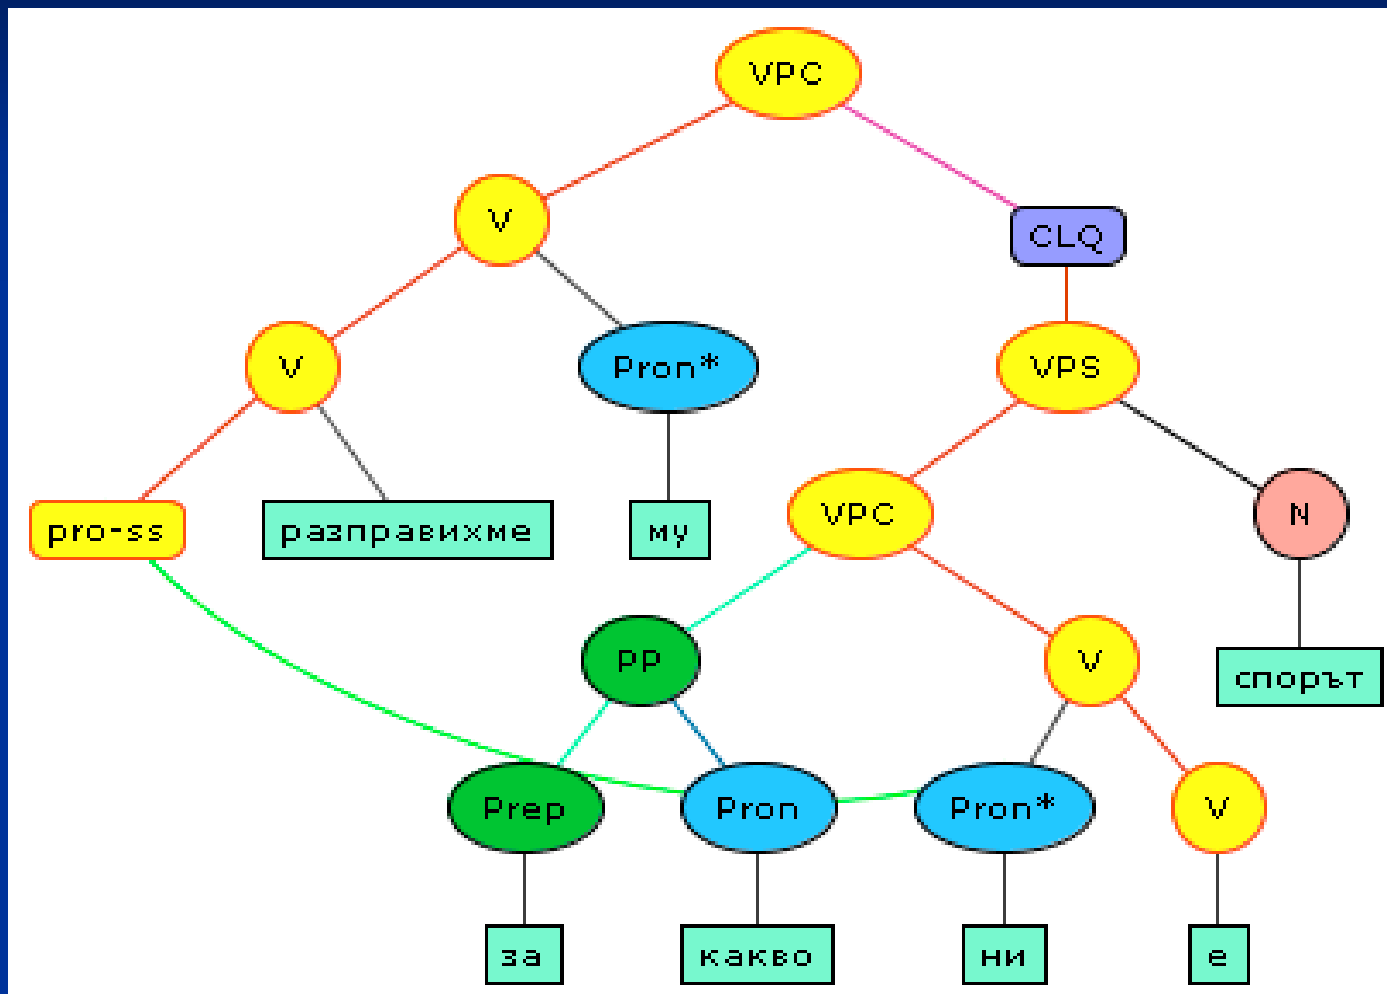 VPC
V
CLQ
V
Pron*
VPS
pro-ss
разправихме
му
VPC
N
PP
V
спорът
Prep
Pron
Pron*
V
за
какво
ни
е